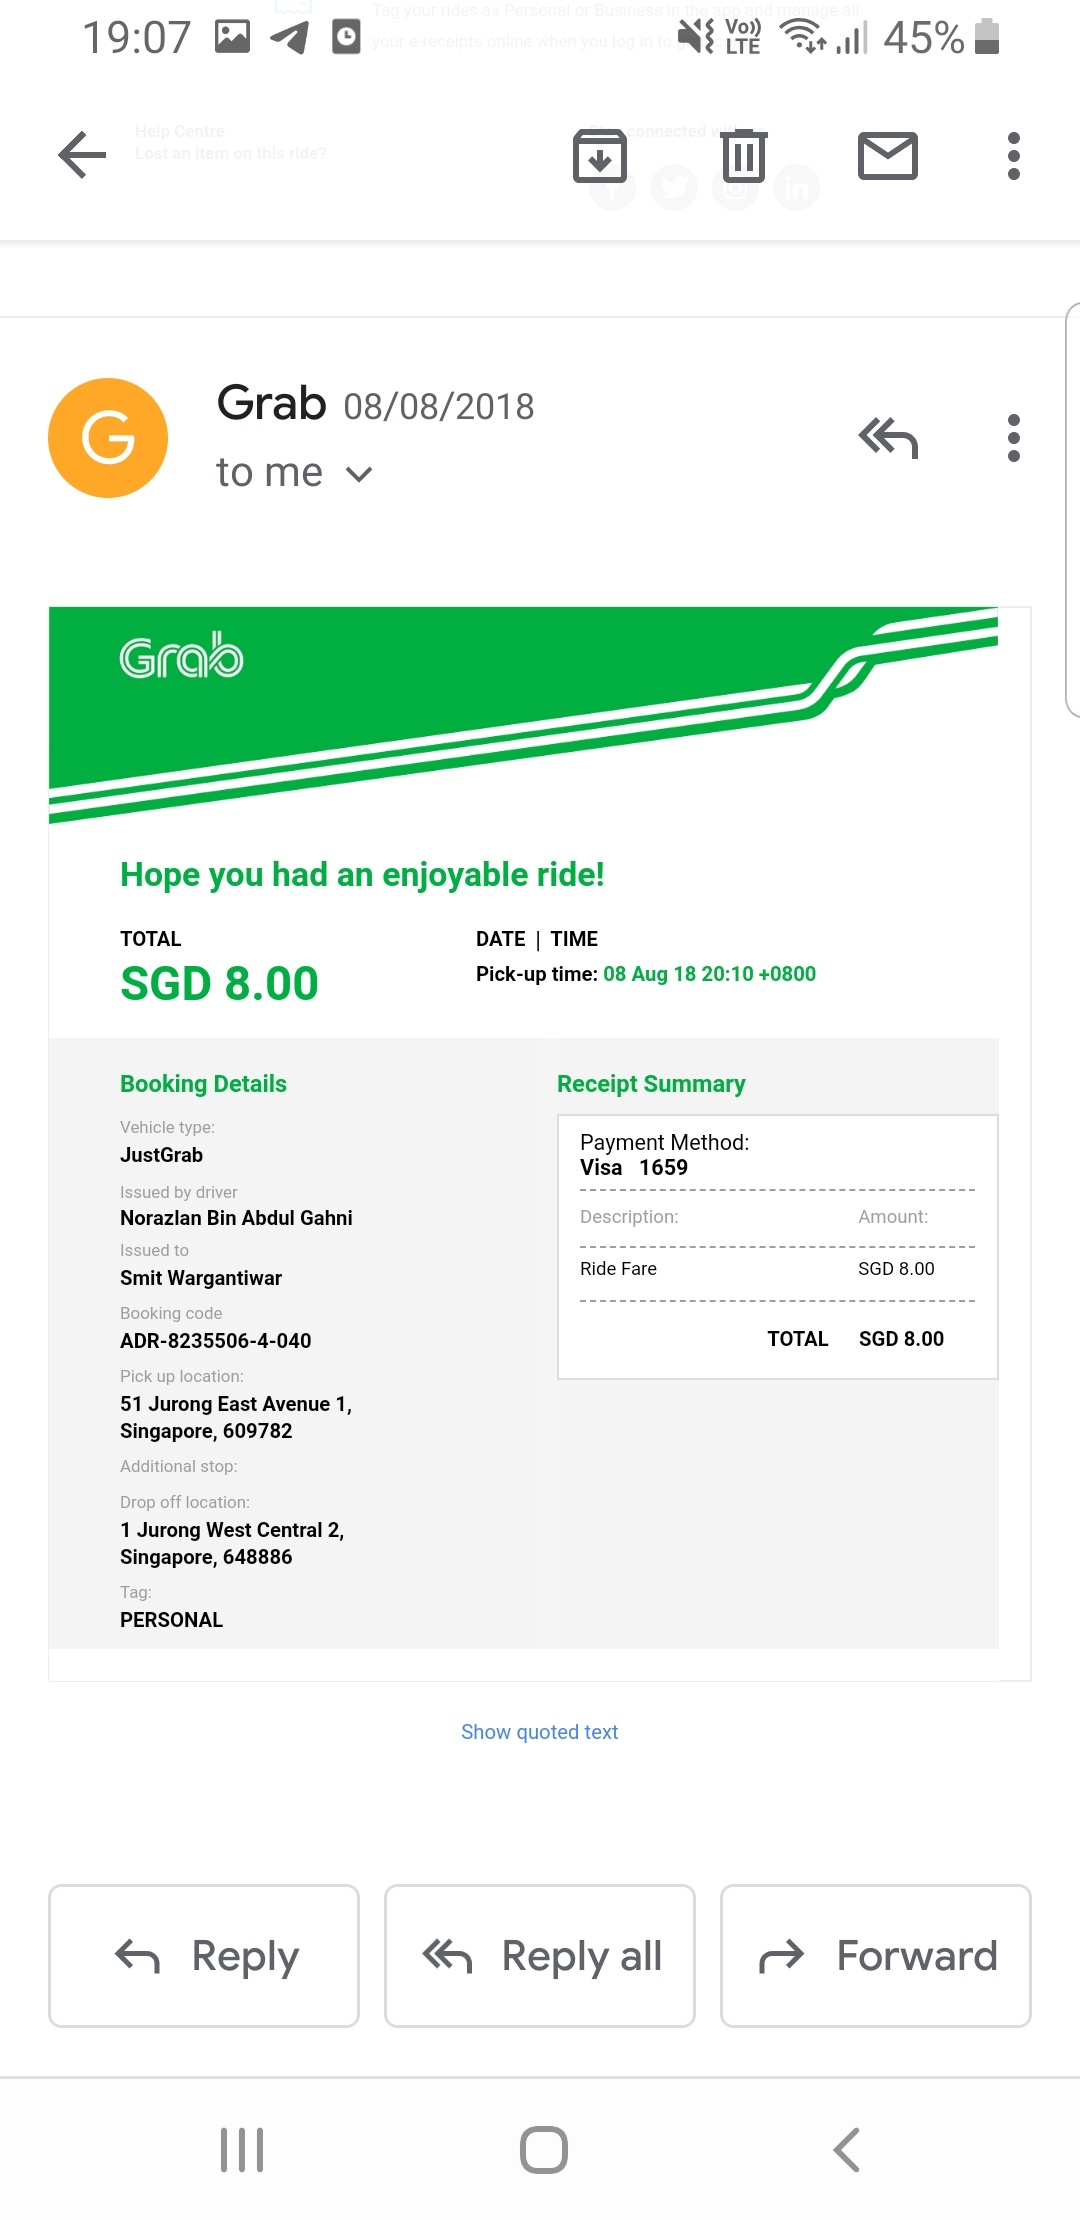 Tag your rides as Personal or Business in the app and manage all
19:07 Vo)) LTE 45%
your e-receipts online when you log in to
Help Centre
Lost an item on this ride?
connected
Grab 08/08/2018
G
to me
Grab
Hope you had an enjoyable ride!
TOTAL
SGD 8.00
DATE | TIME
Pick-up time: 08 Aug 18 20:10 +0800
Booking Details
Vehicle type:
JustGrab
Issued by driver
Norazlan Bin Abdul Gahni
Issued to
Smit Wargantiwar
Booking code
ADR-8235506-4-040
Pick up location:
51 Jurong East Avenue 1,
Singapore, 609782
Additional stop:
Drop off location:
1 Jurong West Central 2,
Singapore, 648886
Tag:
PERSONAL
Receipt Summary
Payment Method:
Visa 1659
Description: Amount:
Ride Fare SGD 8.00
TOTAL SGD 8.00
Show quoted text
Reply
Reply all
Forward